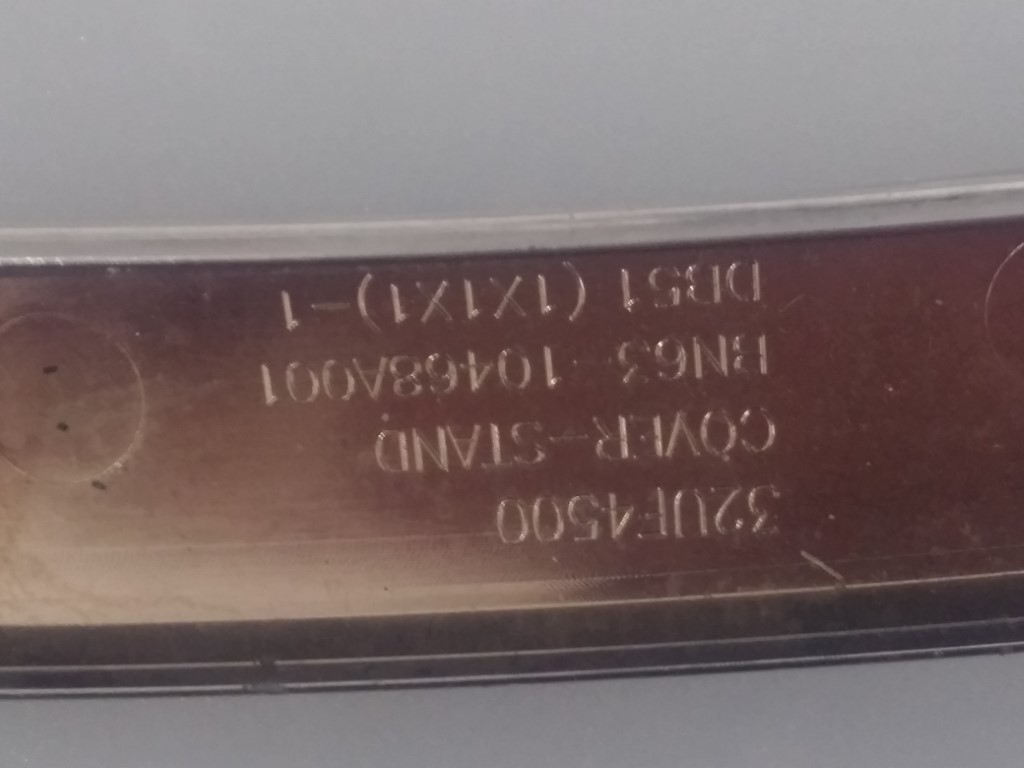 32UF4500
COVER-STAND
BN63-10468A001
DB51 (1X1X1)-1